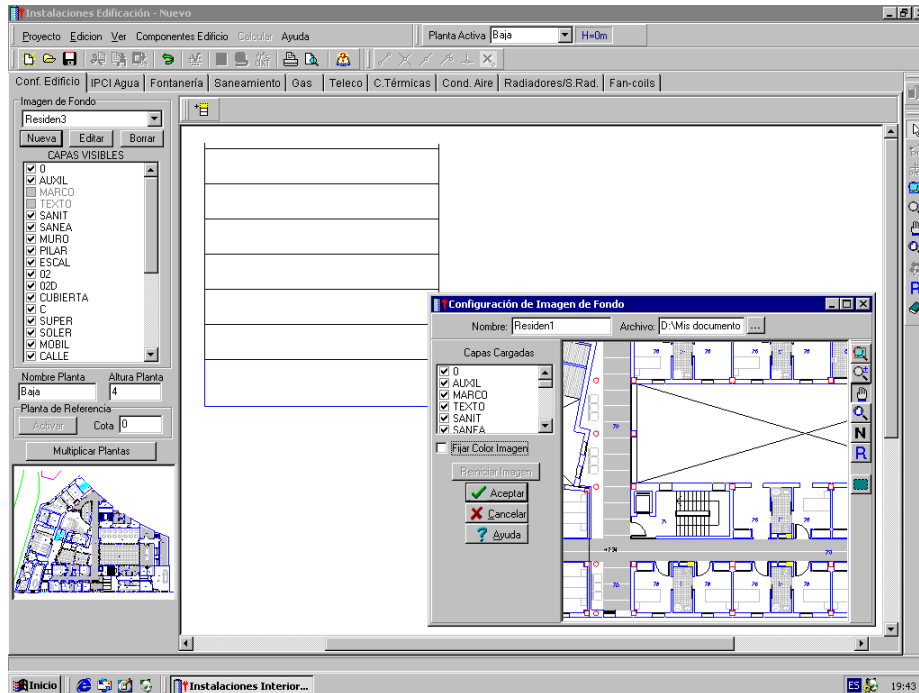 Instalaciones Edificación - Nuevo
Proyecto Edicion Ver Componentes Edificio Calcular Ayuda
Planta Activa Baja H=0m
Conf. Edificio IPCI Agua Fontanería Saneamiento Gas Teleco C.Térmicas Cond. Aire Radiadores/S.Rad. Fan-coils
Imagen de Fondo
Residen3
Nueva Editar Borrar
CAPAS VISIBLES
0
AUXIL
MARCO
TEXTO
SANIT
SANEA
MURO
PILAR
ESCAL
02
02D
CUBIERTA
C
SUPER
SOLER
MOBIL
CALLE
Nombre Planta Altura Planta
Baja 4
Planta de Referencia
Activar Cota 0
Multiplicar Plantas
Configuración de Imagen de Fondo
Nombre: Residen1 Archivo: D:\Mis documento ...
Capas Cargadas
0
AUXIL
MARCO
TEXTO
SANIT
SANEA
Fijar Color Imagen
Reiniciar Imagen
Aceptar
Cancelar
Ayuda
N
R
R
Inicio Instalaciones Interior... ES 19:43